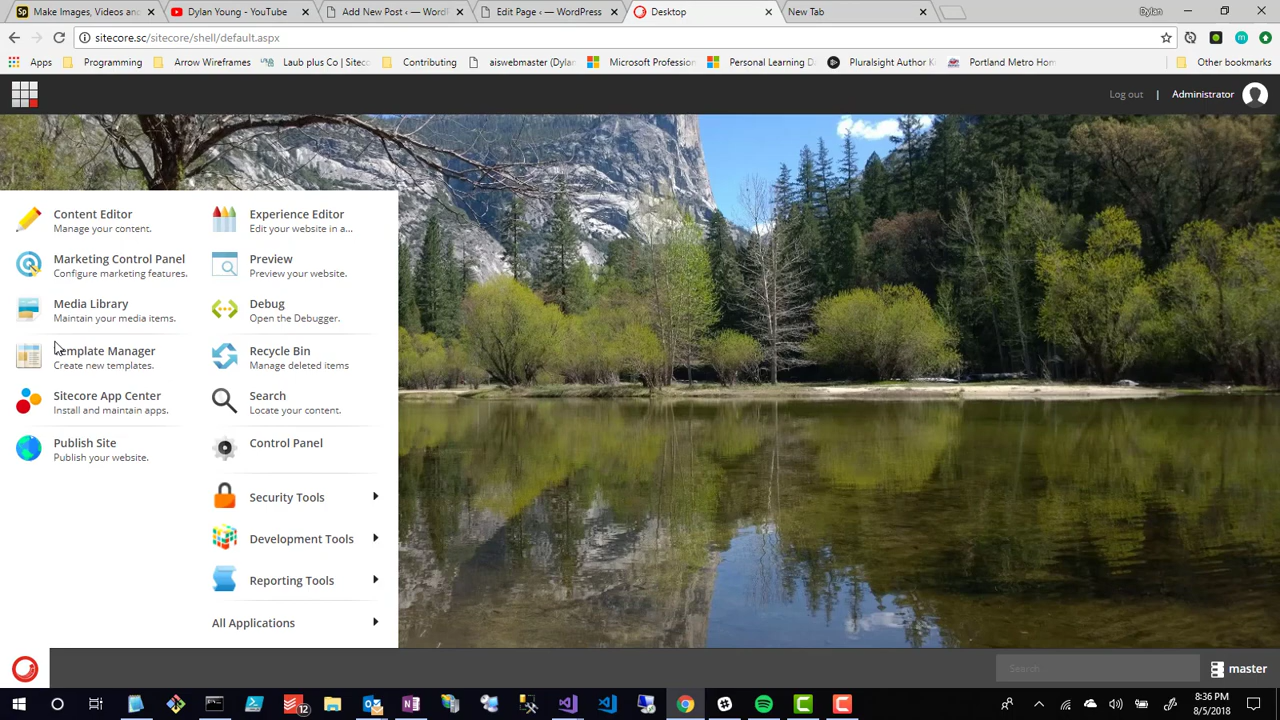 Make Images, Videos and
Dylan Young - YouTube
Add New Post ‹ — WordP
Edit Page ‹ — WordPress
Desktop
New Tab
Dylan
sitecore.sc/sitecore/shell/default.aspx
Apps
Programming
Arrow Wireframes
Laub plus Co | Sitec
Contributing
aiswebmaster (Dylan
Microsoft Profession
Personal Learning Da
Pluralsight Author K
Portland Metro Hom
Other bookmarks
Log out | Administrator
Content Editor
Manage your content.
Marketing Control Panel
Configure marketing features.
Media Library
Maintain your media items.
Template Manager
Create new templates.
Sitecore App Center
Install and maintain apps.
Publish Site
Publish your website.
Experience Editor
Edit your website in a...
Preview
Preview your website.
Debug
Open the Debugger.
Recycle Bin
Manage deleted items
Search
Locate your content.
Control Panel
Security Tools
Development Tools
Reporting Tools
All Applications
Search
master
12
8:36 PM
8/5/2018